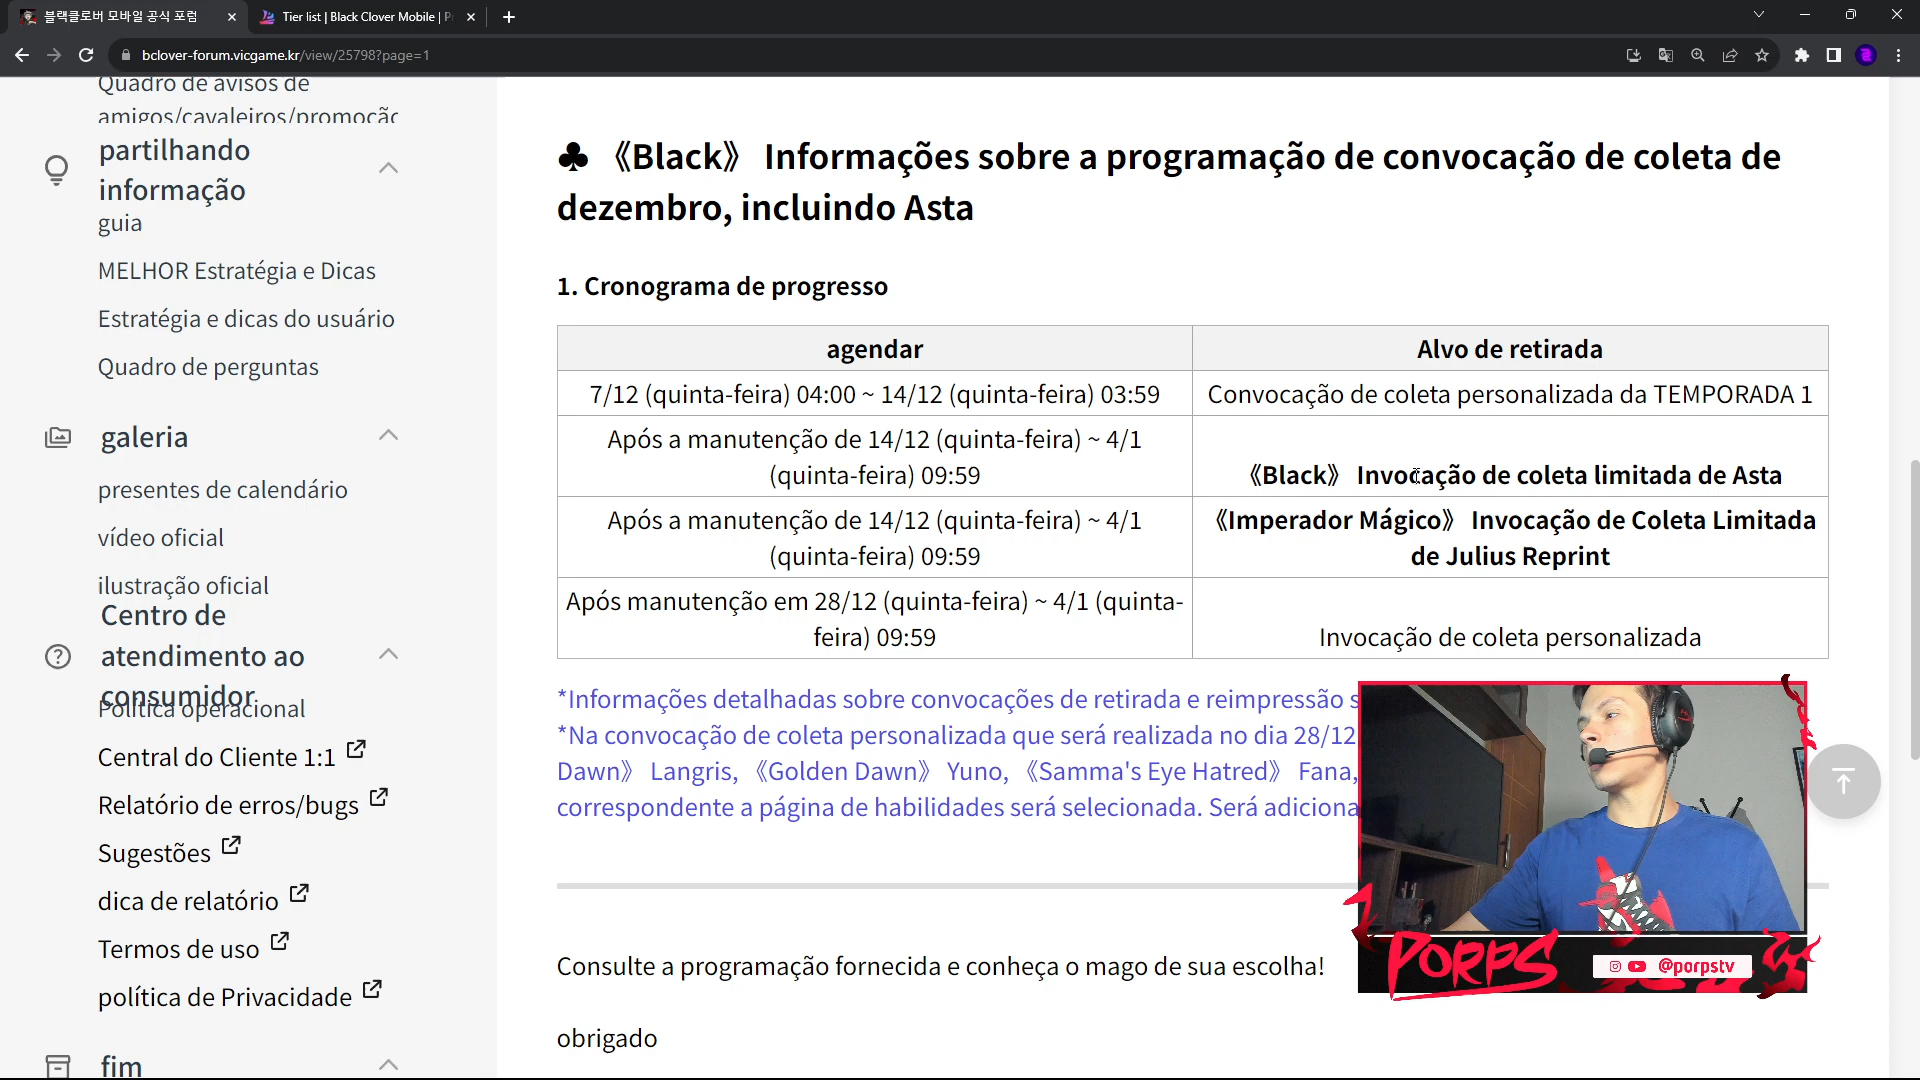 블랙클로버 모바일 공식 포럼
Tier list | Black Clover Mobile |
bclover-forum.vicgame.kr/view/25798?page=1
Quadro de avisos de
amigos/cavaleiros/promoção
partilhando
informação
guia
MELHOR Estratégia e Dicas
Estratégia e dicas do usuário
Quadro de perguntas
galeria
presentes de calendário
vídeo oficial
ilustração oficial
Centro de
atendimento ao
consumidor
Política operacional
Central do Cliente 1:1
Relatório de erros/bugs
Sugestões
dica de relatório
Termos de uso
política de Privacidade
fim
♣ 《Black》 Informações sobre a programação de convocação de coleta de
dezembro, incluindo Asta
1. Cronograma de progresso
agendar Alvo de retirada
7/12 (quinta-feira) 04:00 ~ 14/12 (quinta-feira) 03:59 Convocação de coleta personalizada da TEMPORADA 1
Após a manutenção de 14/12 (quinta-feira) ~ 4/1
(quinta-feira) 09:59
《Black》 Invocação de coleta limitada de Asta
Após a manutenção de 14/12 (quinta-feira) ~ 4/1
(quinta-feira) 09:59
《Imperador Mágico》 Invocação de Coleta Limitada
de Julius Reprint
Após manutenção em 28/12 (quinta-feira) ~ 4/1 (quinta-
feira) 09:59
Invocação de coleta personalizada
*Informações detalhadas sobre convocações de retirada e reimpressão s
*Na convocação de coleta personalizada que será realizada no dia 28/12
Dawn》 Langris, 《Golden Dawn》 Yuno, 《Samma's Eye Hatred》 Fana,
correspondente a página de habilidades será selecionada. Será adiciona
Consulte a programação fornecida e conheça o mago de sua escolha!
obrigado
PORPS
@porpstv